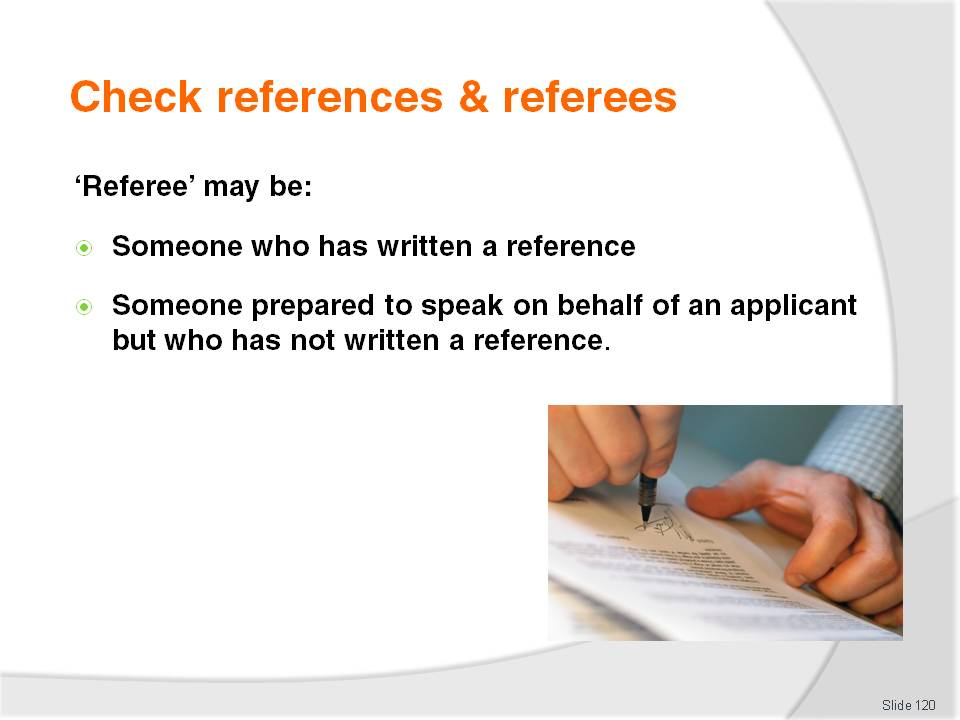 Check references & referees
‘Referee’ may be:
Someone who has written a reference
Someone prepared to speak on behalf of an applicant
but who has not written a reference.
Slide 120